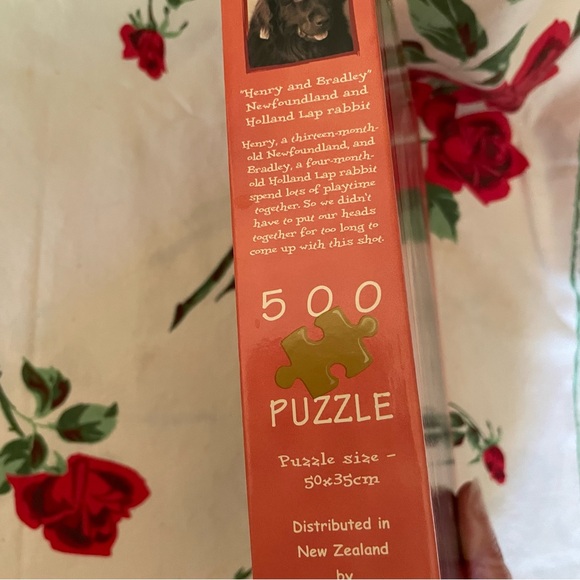 "Henry and Bradley"
Newfoundland and
Holland Lap rabbit
Henry, a thirteen-month-
old Newfoundland, and
Bradley, a four-month-
old Holland Lap rabbit
spend lots of playtime
together. So we didn't
have to put our heads
together for too long to
come up with this shot.
500
PUZZLE
Puzzle size –
50x35cm
Distributed in
New Zealand
by